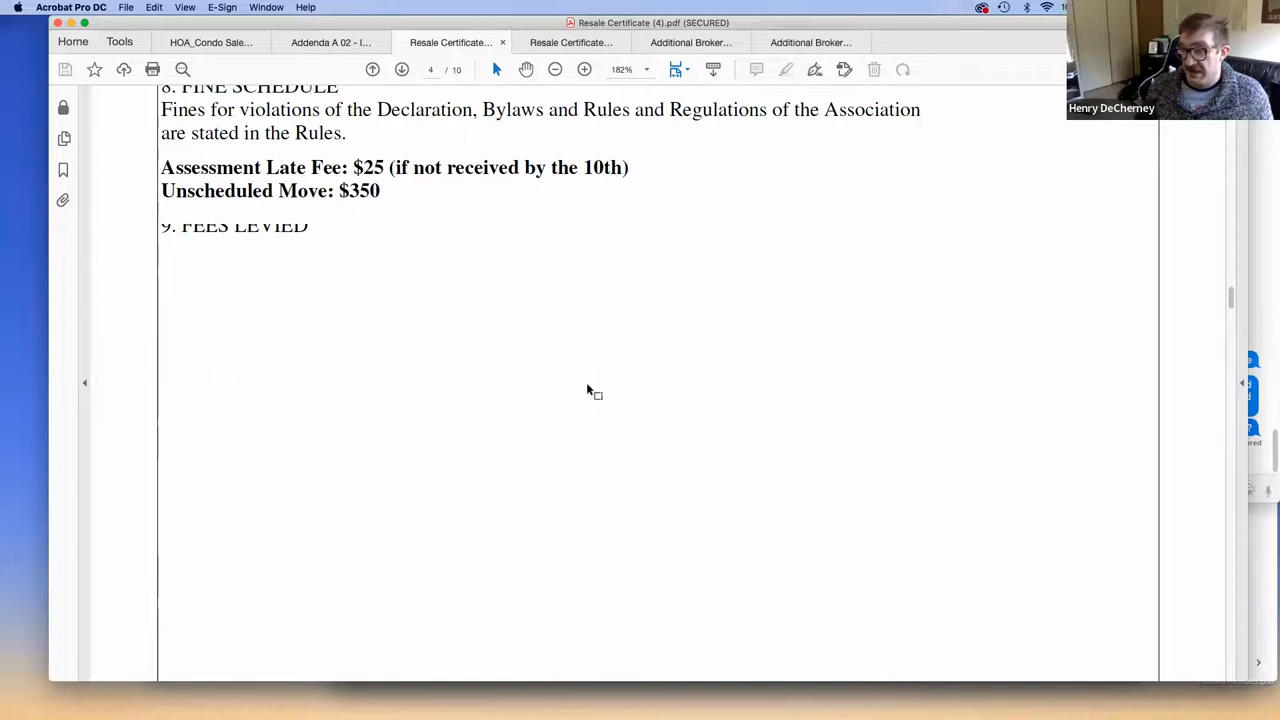 Acrobat Pro DC File Edit View E-Sign Window Help
Resale Certificate (4).pdf (SECURED)
Home Tools HOA_Condo Sale... Addenda A 02 - I... Resale Certificate... × Resale Certificate... Additional Broker... Additional Broker...
4 / 10 182%
Henry DeCherney
8. FINE SCHEDULE
Fines for violations of the Declaration, Bylaws and Rules and Regulations of the Association
are stated in the Rules.
Assessment Late Fee: $25 (if not received by the 10th)
Unscheduled Move: $350
9. FEES LEVIED